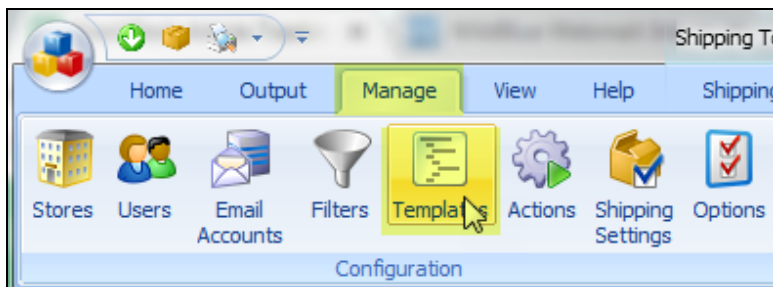 Shipping To
Home Output Manage View Help Shipping
Stores Users Email Accounts Filters Templates Actions Shipping Settings Options
Configuration